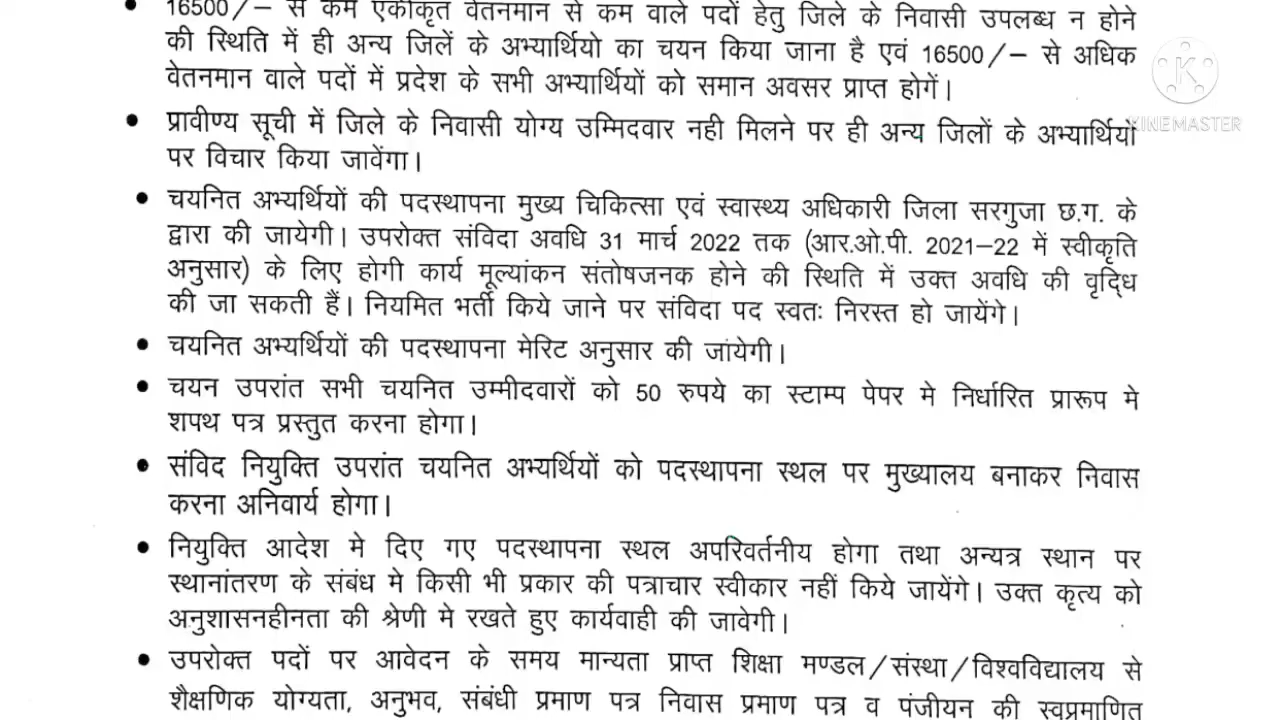 • 16500/– से कम एकीकृत वेतनमान से कम वाले पदों हेतु जिले के निवासी उपलब्ध न होने
की स्थिति में ही अन्य जिलें के अभ्यार्थियो का चयन किया जाना है एवं 16500/– से अधिक
वेतनमान वाले पदों में प्रदेश के सभी अभ्यार्थियों को समान अवसर प्राप्त होगें।
• प्रावीण्य सूची में जिले के निवासी योग्य उम्मिदवार नही मिलने पर ही अन्य जिलों के अभ्यार्थियों
पर विचार किया जावेंगा।
• चयनित अभ्यर्थियों की पदस्थापना मुख्य चिकित्सा एवं स्वास्थ्य अधिकारी जिला सरगुजा छ.ग. के
द्वारा की जायेगी। उपरोक्त संविदा अवधि 31 मार्च 2022 तक (आर.ओ.पी. 2021–22 में स्वीकृति
अनुसार) के लिए होगी कार्य मूल्यांकन संतोषजनक होने की स्थिति में उक्त अवधि की वृद्धि
की जा सकती हैं। नियमित भर्ती किये जाने पर संविदा पद स्वतः निरस्त हो जायेंगे।
• चयनित अभ्यर्थियों की पदस्थापना मेरिट अनुसार की जायेगी।
• चयन उपरांत सभी चयनित उम्मीदवारों को 50 रुपये का स्टाम्प पेपर मे निर्धारित प्रारूप मे
शपथ पत्र प्रस्तुत करना होगा।
• संविद नियुक्ति उपरांत चयनित अभ्यर्थियों को पदस्थापना स्थल पर मुख्यालय बनाकर निवास
करना अनिवार्य होगा।
• नियुक्ति आदेश मे दिए गए पदस्थापना स्थल अपरिवर्तनीय होगा तथा अन्यत्र स्थान पर
स्थानांतरण के संबंध मे किसी भी प्रकार की पत्राचार स्वीकार नहीं किये जायेंगे। उक्त कृत्य को
अनुशासनहीनता की श्रेणी मे रखते हुए कार्यवाही की जावेगी।
• उपरोक्त पदों पर आवेदन के समय मान्यता प्राप्त शिक्षा मण्डल/संस्था/विश्वविद्यालय से
शैक्षणिक योग्यता, अनुभव, संबंधी प्रमाण पत्र निवास प्रमाण पत्र व पंजीयन की स्वप्रमाणित
K
KINEMASTER